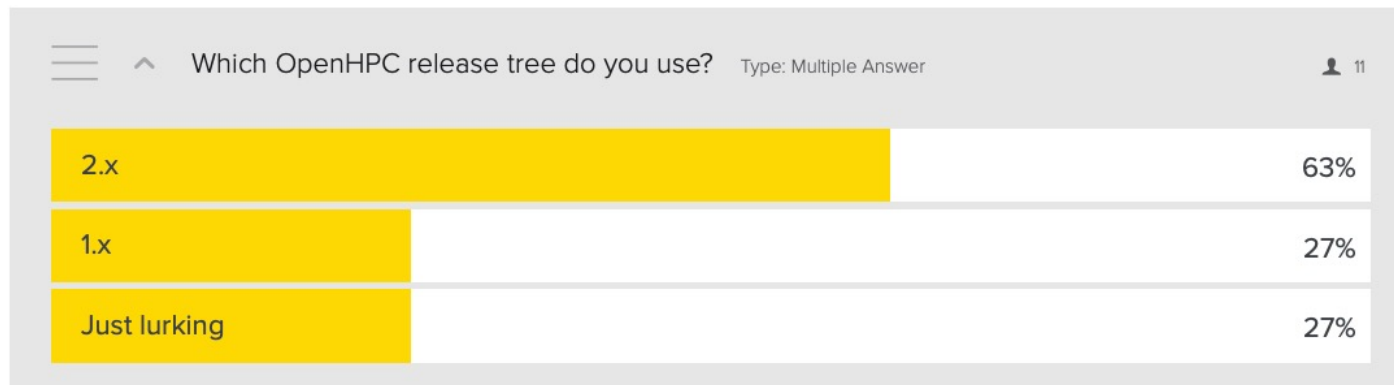 Which OpenHPC release tree do you use? Type: Multiple Answer 11
2.x 63%
1.x 27%
Just lurking 27%